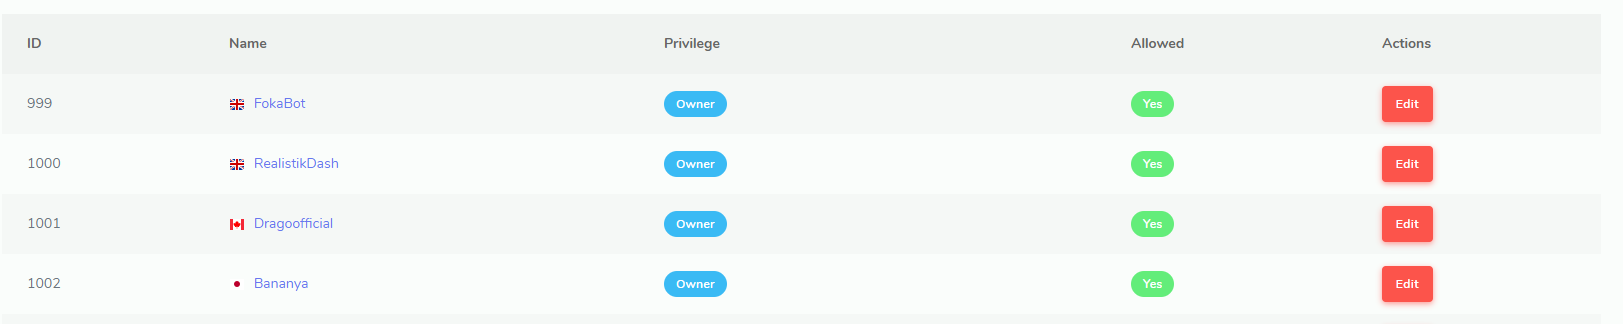 ID Name Privilege Allowed Actions
999 FokaBot Owner Yes Edit
1000 RealistikDash Owner Yes Edit
1001 Dragoofficial Owner Yes Edit
1002 Bananya Owner Yes Edit